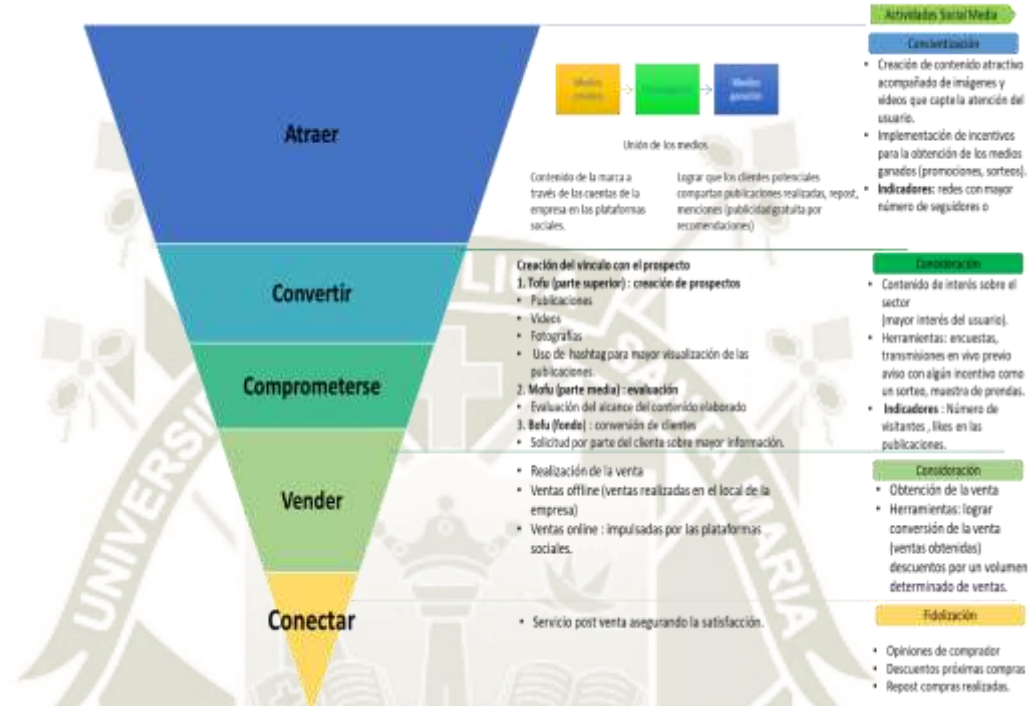 Actividades Social Media
Concientización
• Creación de contenido atractivo
acompañado de imágenes y
videos que capte la atención del
usuario.
• Implementación de incentivos
para la obtención de los medios
ganados (promociones, sorteos).
• Indicadores: redes con mayor
número de seguidores o
Atraer
Medios
Medios
ganados
Unión de los medios
Contenido de la marca a
través de las cuentas de la
empresa en las plataformas
sociales.
Lograr que los clientes potenciales
compartan publicaciones realizadas, repost,
menciones (publicidad gratuita por
recomendaciones)
Convertir
Comprometerse
Creación del vinculo con el prospecto
1. Tofu (parte superior) : creación de prospectos
• Publicaciones
• Videos
• Fotografías
• Uso de hashtag para mayor visualización de las
publicaciones.
2. Mofu (parte media) : evaluación
• Evaluación del alcance del contenido elaborado
3. Bofu (fondo) : conversión de clientes
• Solicitud por parte del cliente sobre mayor información.
Consideración
• Contenido de interés sobre el
sector
(mayor interés del usuario).
• Herramientas: encuestas,
transmisiones en vivo previo
aviso con algún incentivo como
un sorteo, muestra de prendas.
• Indicadores : Número de
visitantes , likes en las
publicaciones.
Vender
• Realización de la venta
• Ventas offline (ventas realizadas en el local de la
empresa)
• Ventas online : impulsadas por las plataformas
sociales.
Consideración
• Obtención de la venta
• Herramientas: lograr
conversión de la venta
(ventas obtenidas)
descuentos por un volumen
determinado de ventas.
Conectar
• Servicio post venta asegurando la satisfacción.
Fidelización
• Opiniones de comprador
• Descuentos próximas compras
• Repost compras realizadas.
SANTA MARIA